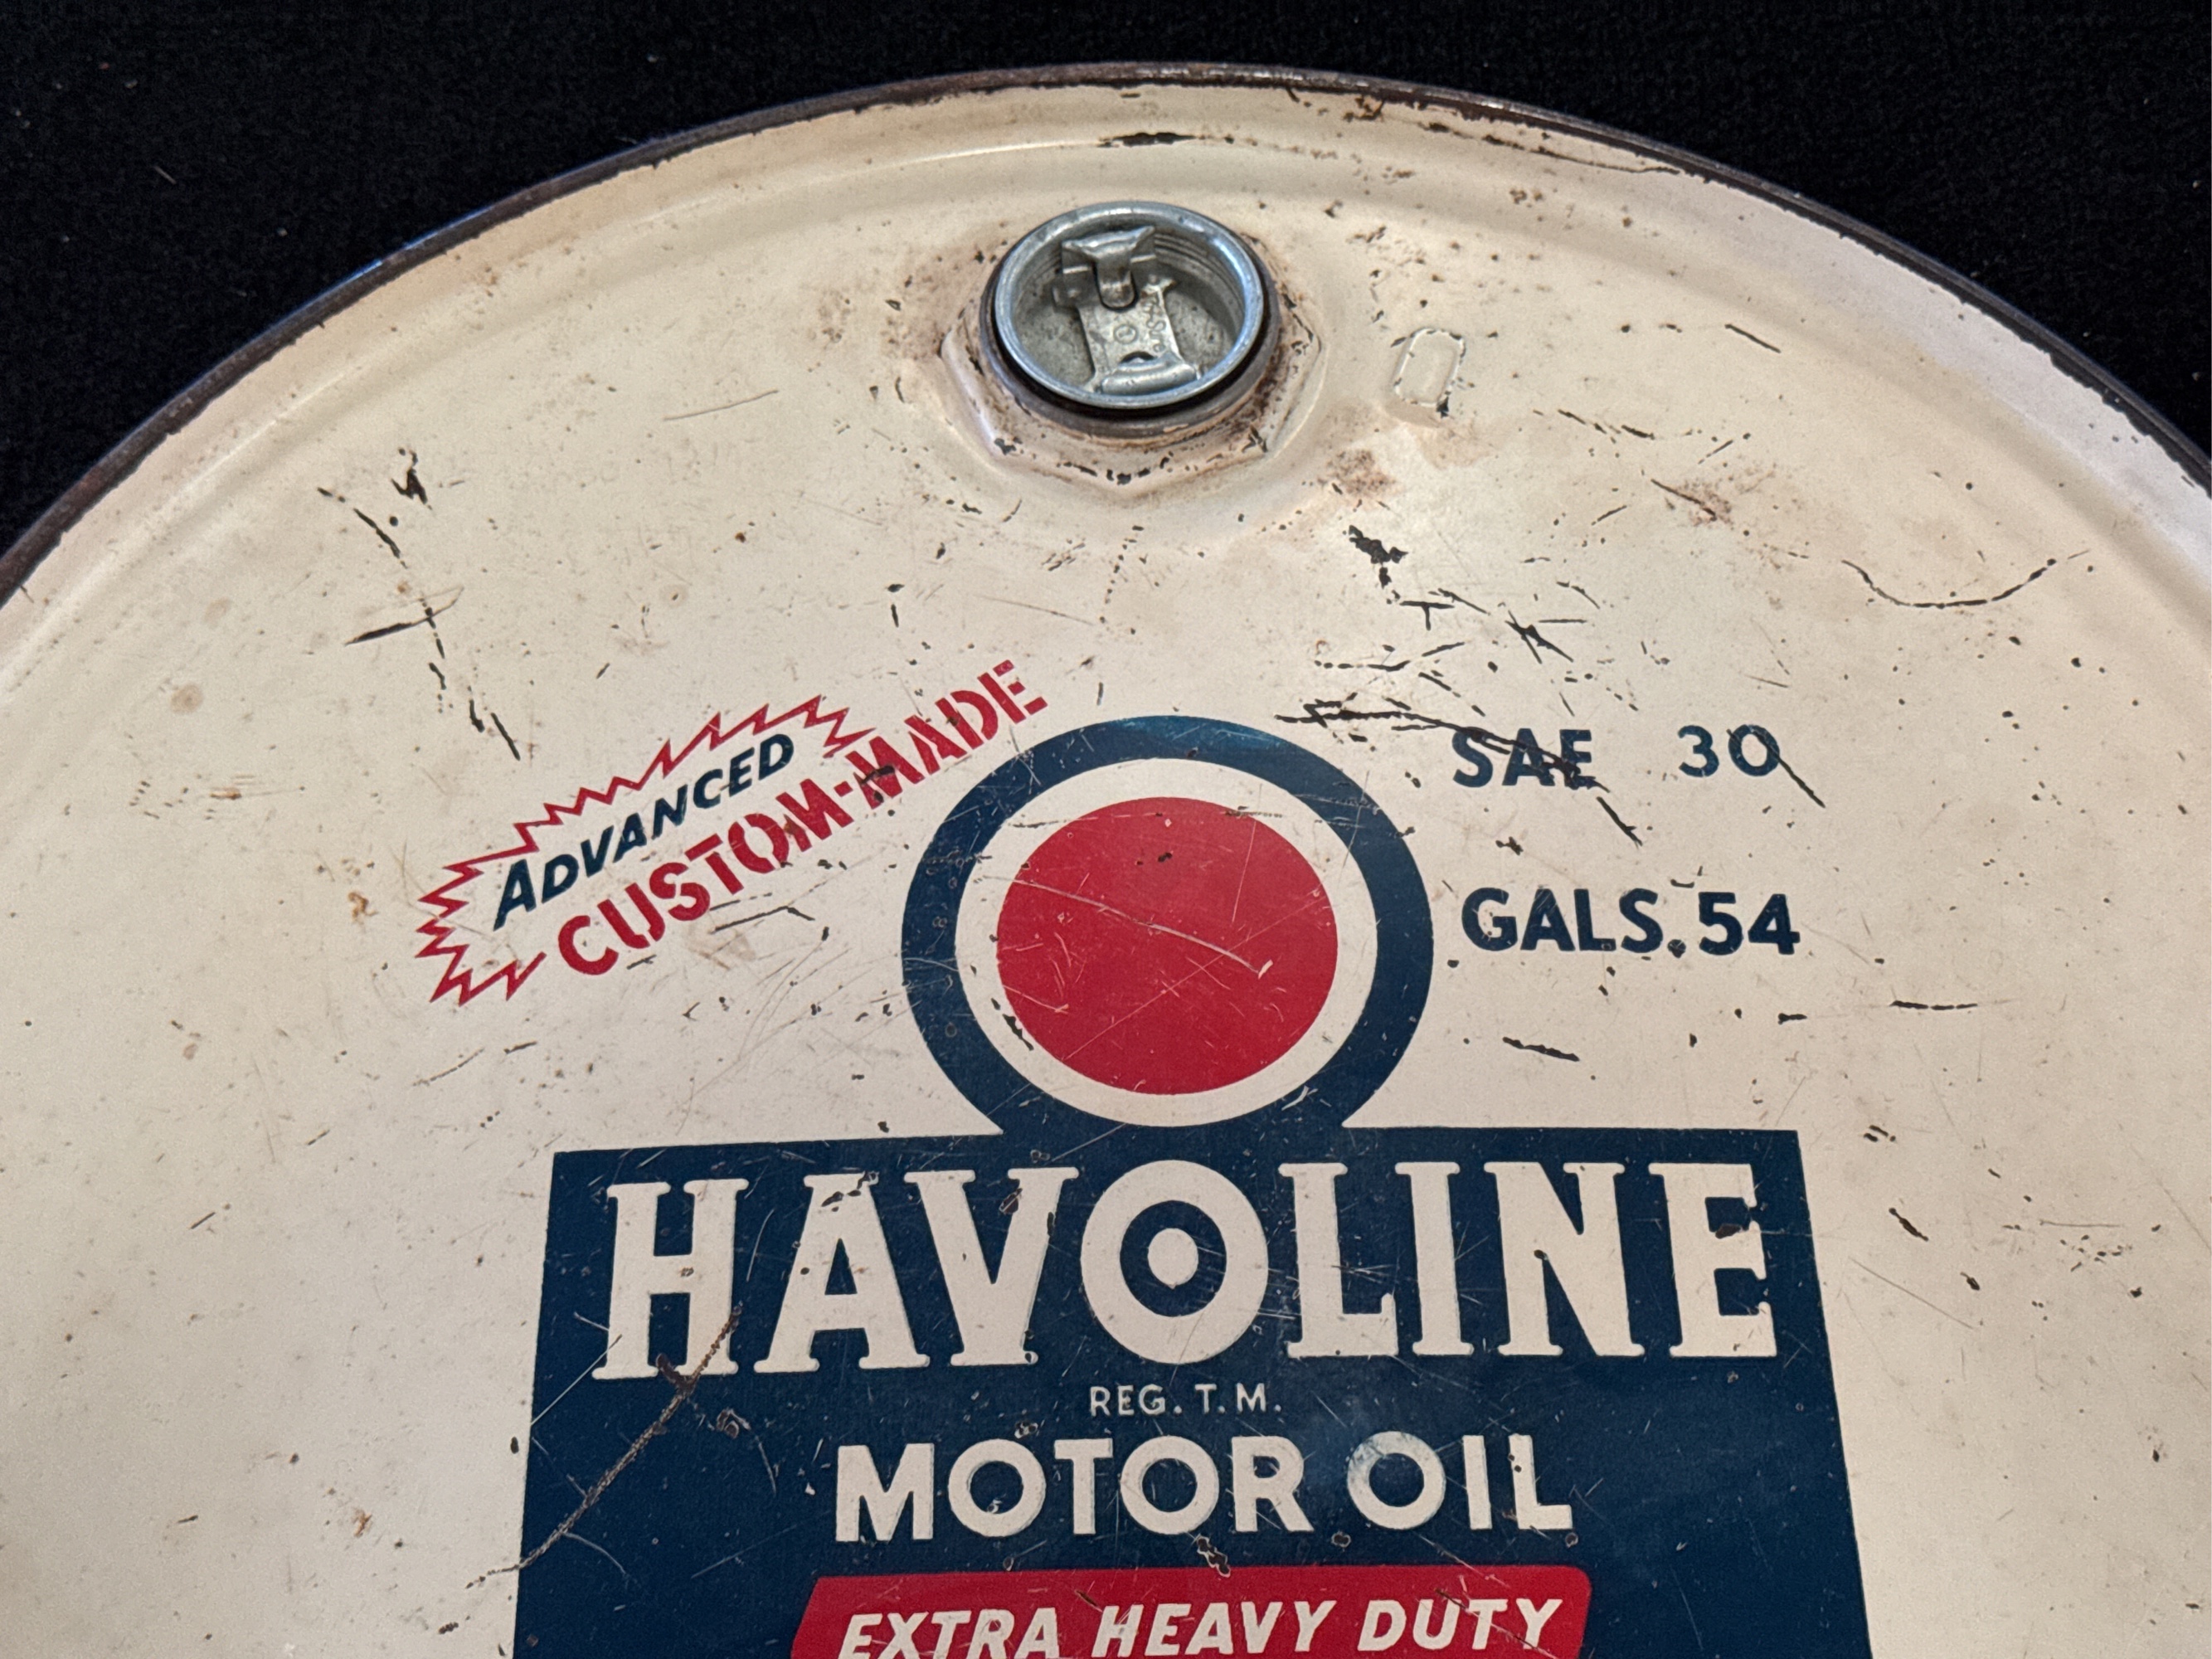 ADVANCED
CUSTOM-MADE
SAE 30
GALS. 54
HAVOLINE
REG. T. M.
MOTOR OIL
EXTRA HEAVY DUTY